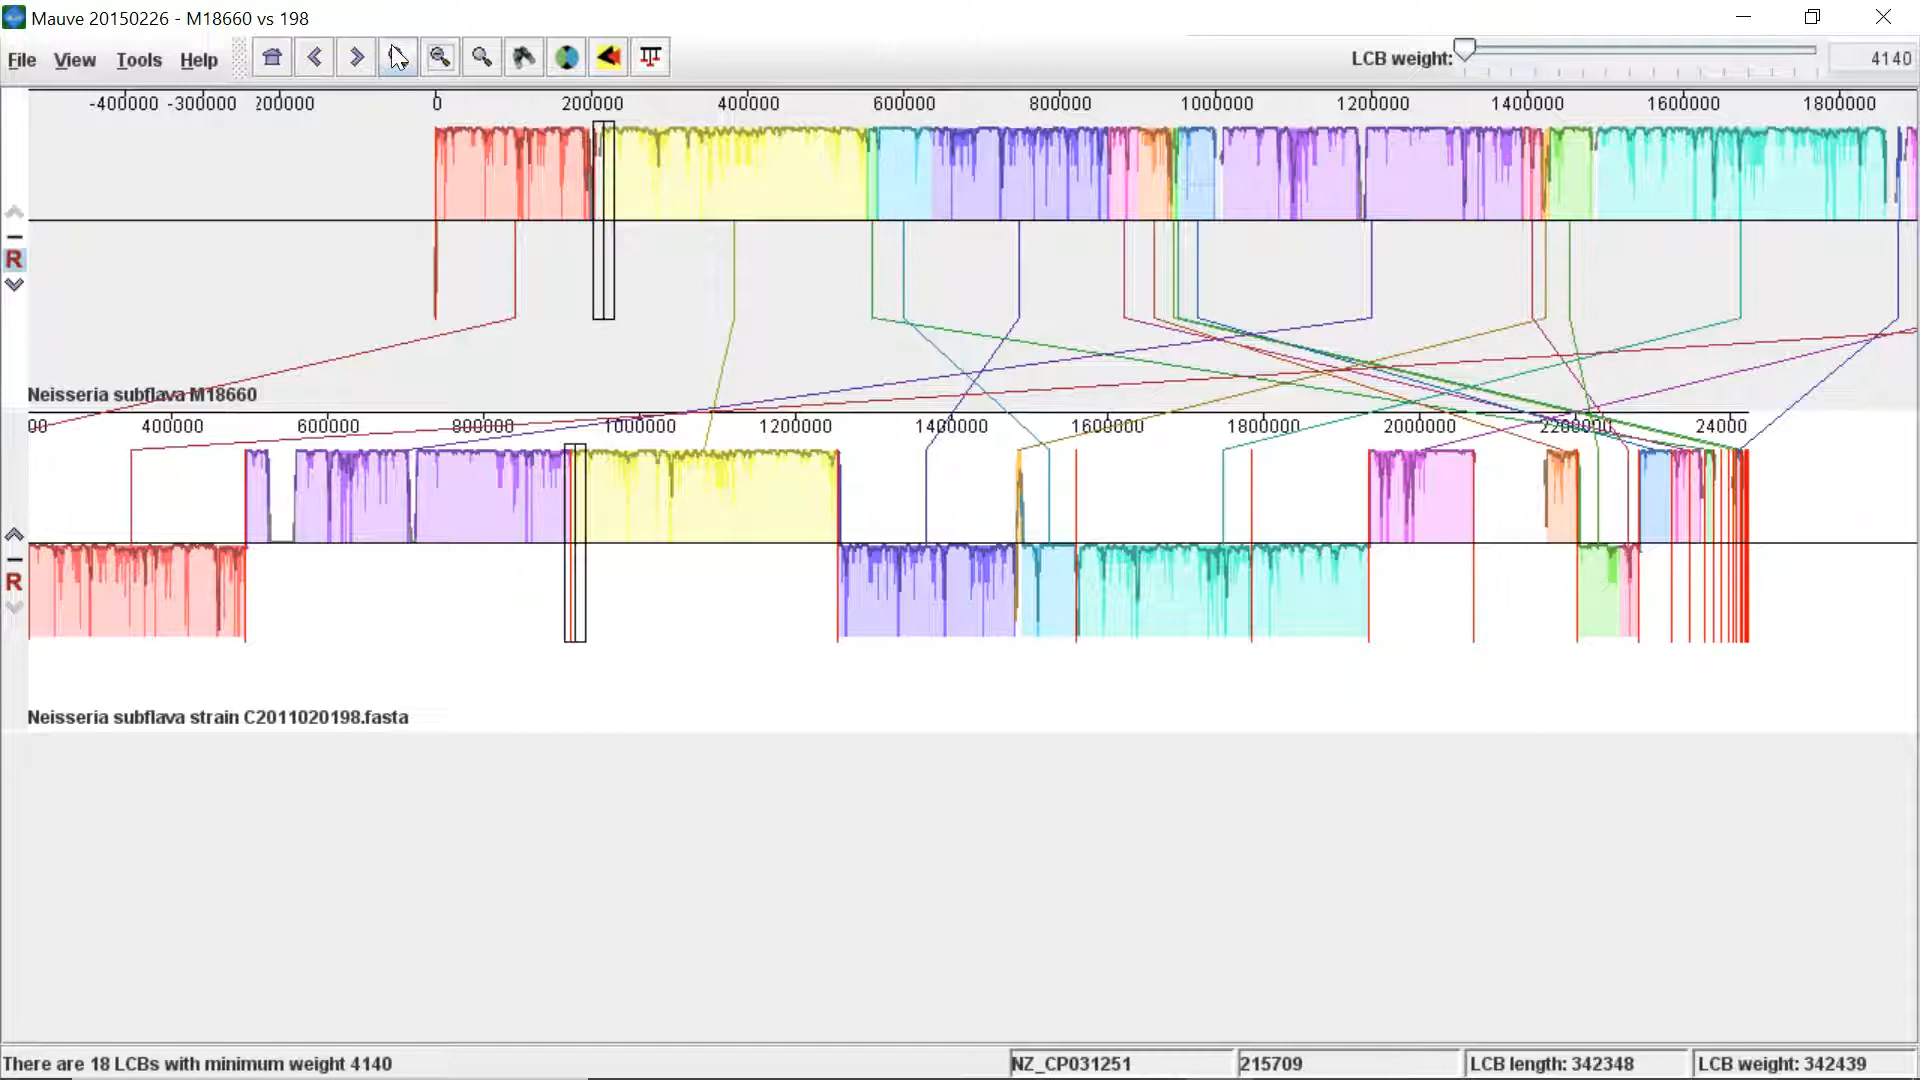 Mauve 20150226 - M18660 vs 198
File View Tools Help
LCB weight: 4140
-400000 -300000 200000 0 200000 400000 600000 800000 1000000 1200000 1400000 1600000 1800000
R
Neisseria subflava M18660
00 400000 600000 800000 1000000 1200000 1400000 1600000 1800000 2000000 2200000 24000
R
Neisseria subflava strain C2011020198.fasta
There are 18 LCBs with minimum weight 4140 NZ_CP031251 215709 LCB length: 342348 LCB weight: 342439